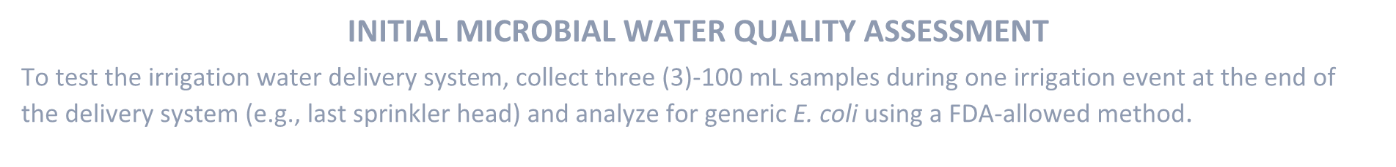 INITIAL MICROBIAL WATER QUALITY ASSESSMENT
To test the irrigation water delivery system, collect three (3)-100 mL samples during one irrigation event at the end of
the delivery system (e.g., last sprinkler head) and analyze for generic E. coli using a FDA-allowed method.